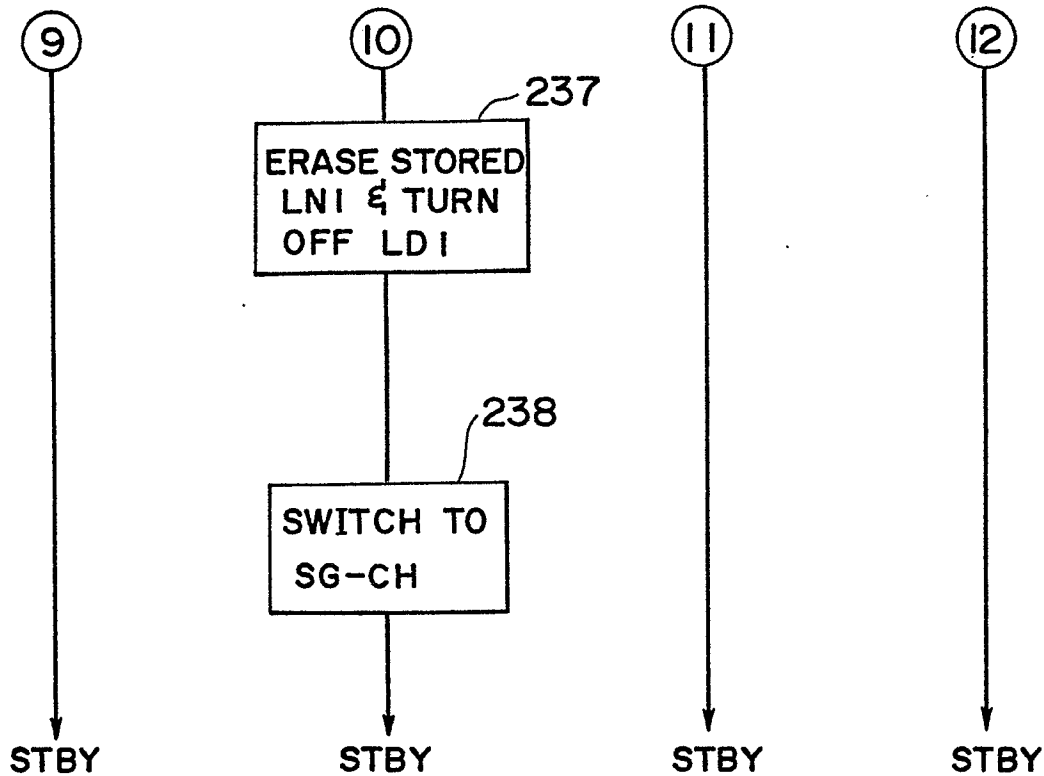 9 10 11 12
237
ERASE STORED
LN1 & TURN
OFF LD1
238
SWITCH TO
SG-CH
STBY STBY STBY STBY